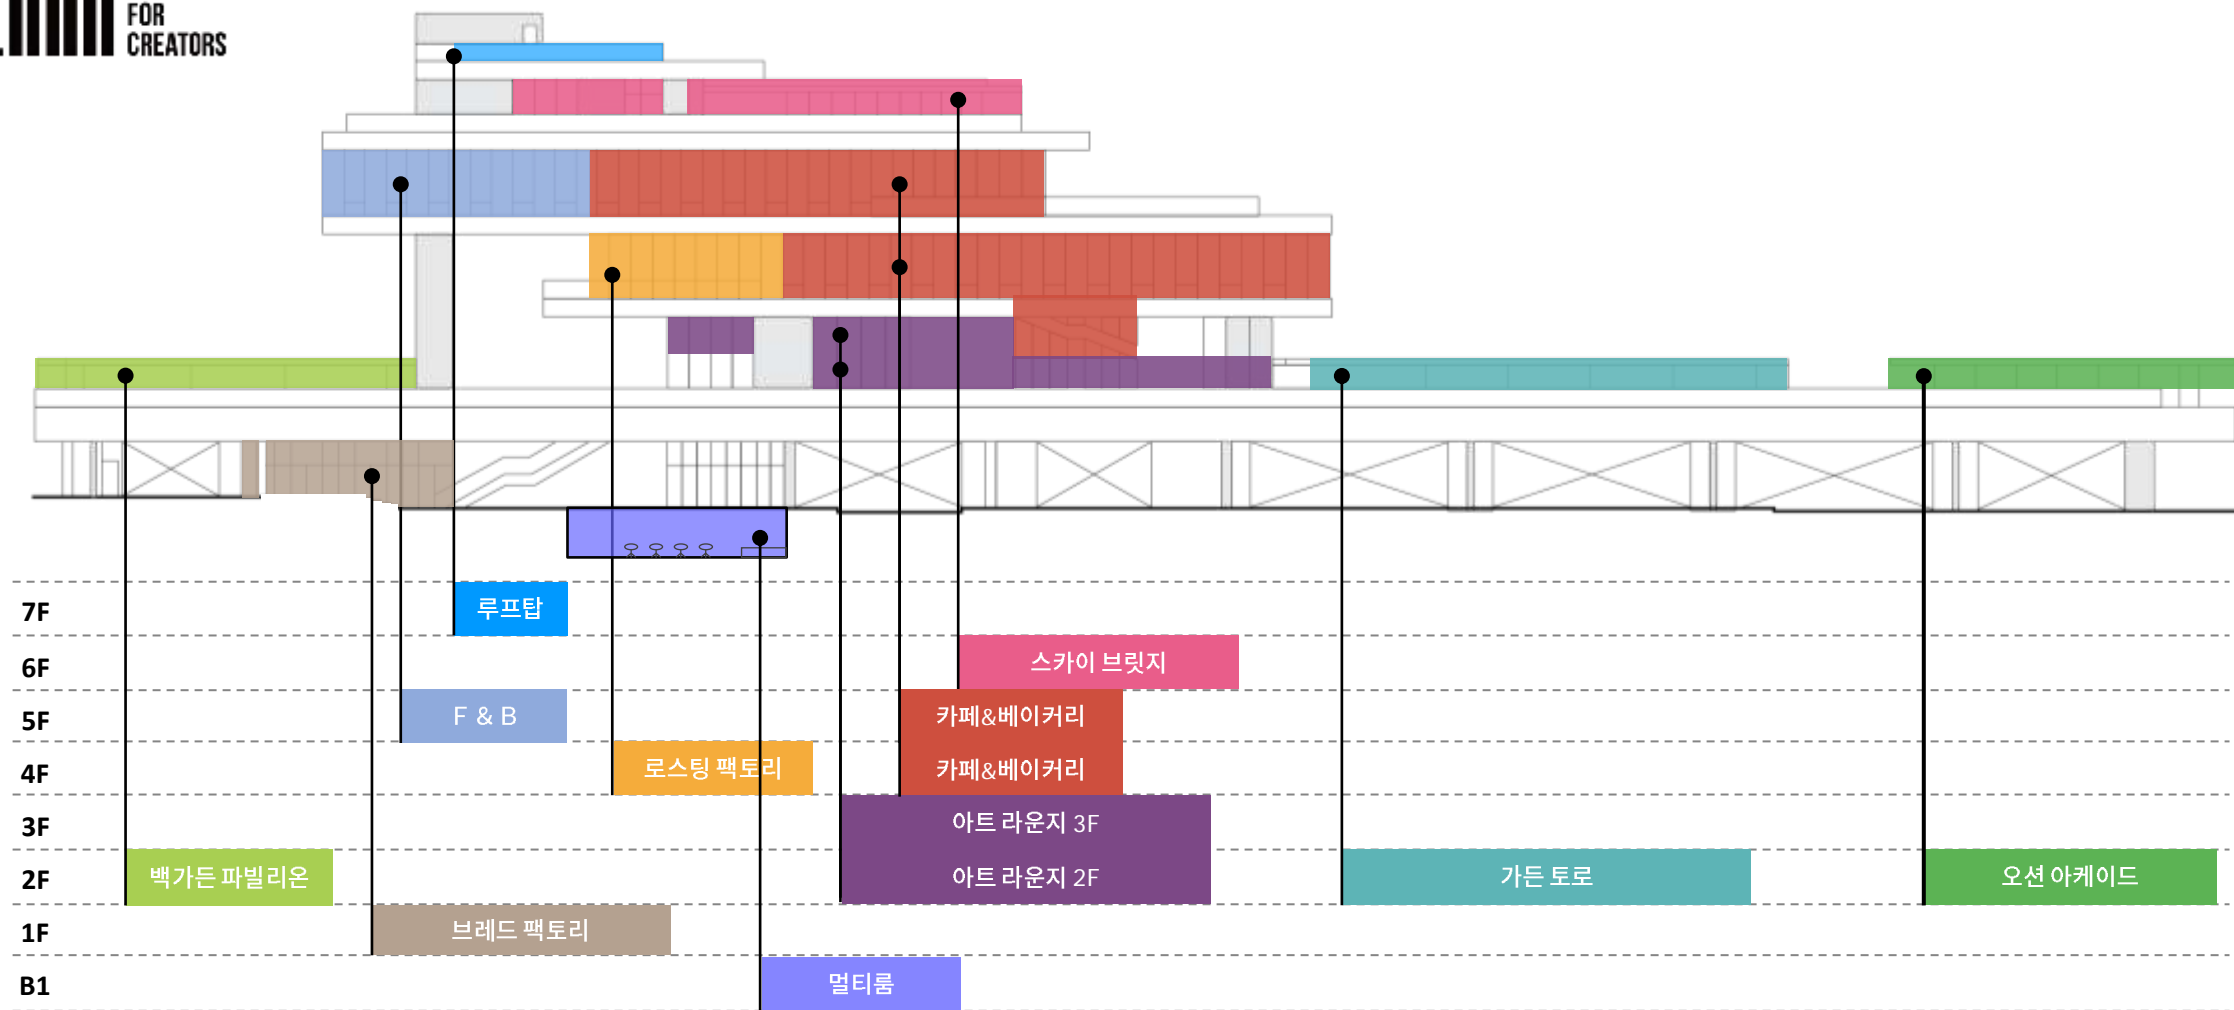 FOR
CREATORS
7F
루프탑
6F
스카이 브릿지
5F
F & B
카페&베이커리
4F
로스팅 팩토리
카페&베이커리
3F
아트 라운지 3F
2F
백가든 파빌리온
아트 라운지 2F
가든 토로
오션 아케이드
1F
브레드 팩토리
B1
멀티룸